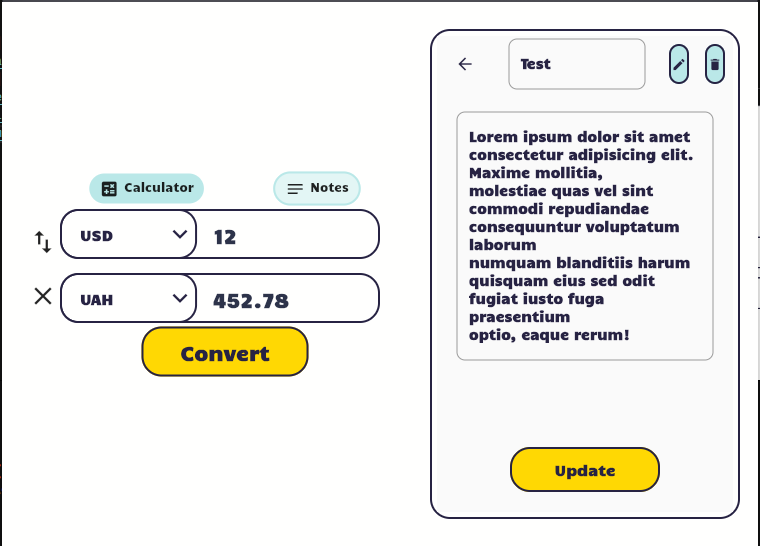 Calculator
Notes
USD
12
UAH
452.78
Convert
Test
Lorem ipsum dolor sit amet
consectetur adipisicing elit.
Maxime mollitia,
molestiae quas vel sint
commodi repudiandae
consequuntur voluptatum
laborum
numquam blanditiis harum
quisquam eius sed odit
fugiat iusto fuga
praesentium
optio, eaque rerum!
Update